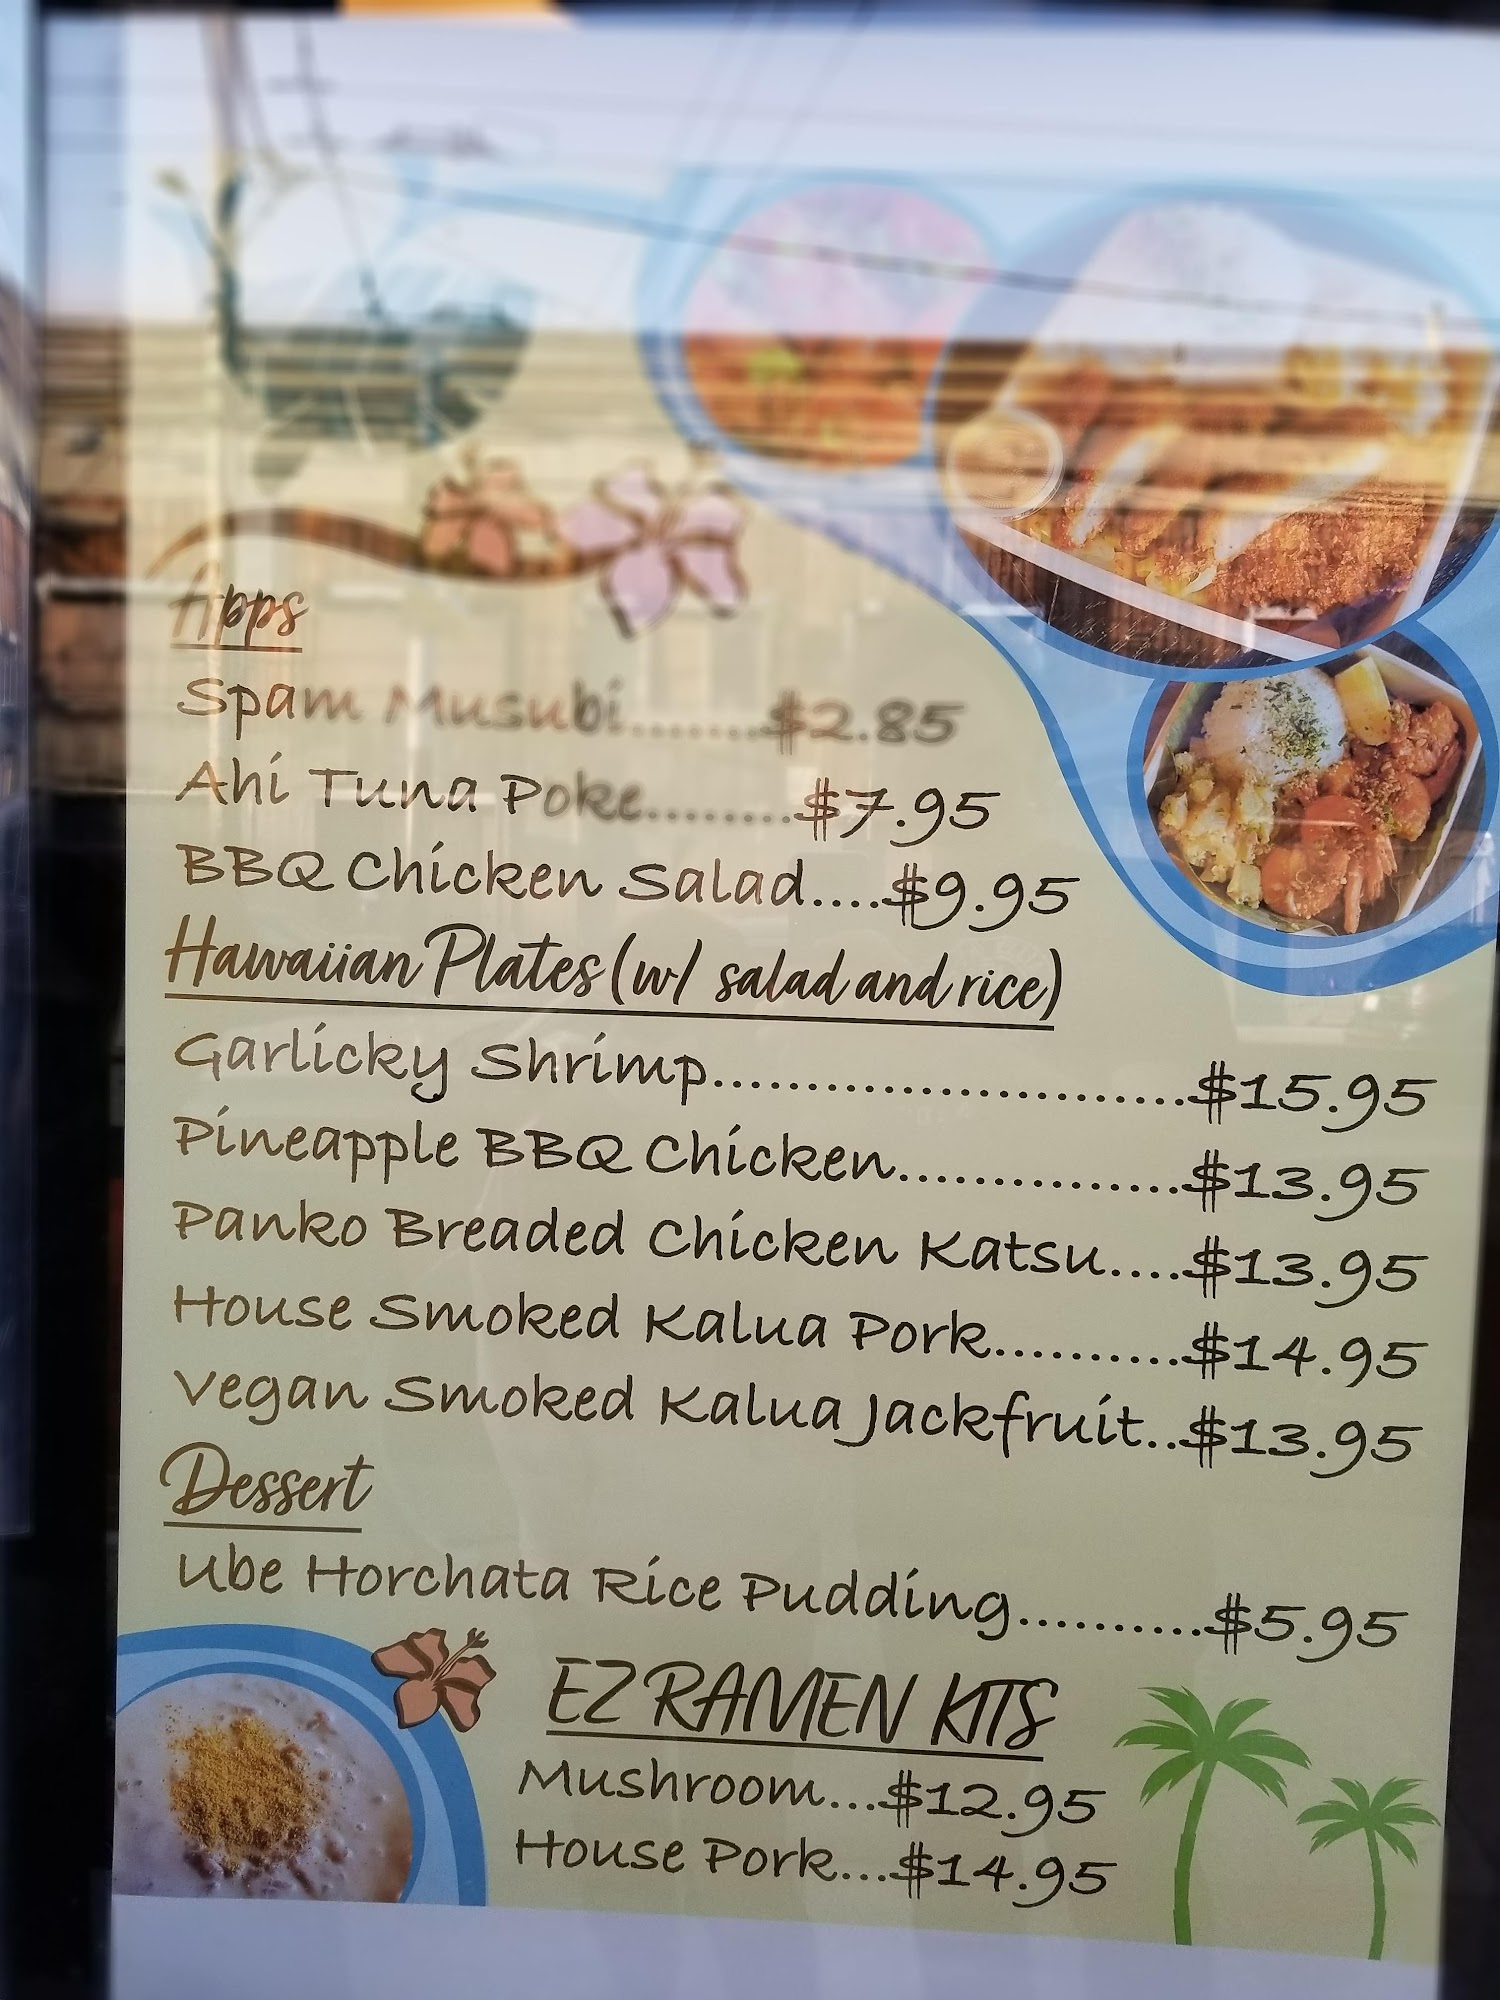 Apps
Spam Musubi.......$2.85
Ahi Tuna Poke........$7.95
BBQ Chicken Salad....$9.95
Hawaiian Plates (w/ salad and rice)
Garlicky Shrimp........................$15.95
Pineapple BBQ Chicken...............$13.95
Panko Breaded Chicken Katsu....$13.95
House Smoked Kalua Pork..........$14.95
Vegan Smoked Kalua Jackfruit..$13.95
Dessert
Ube Horchata Rice Pudding..........$5.95
EZ RAMEN KITS
Mushroom...$12.95
House Pork...$14.95